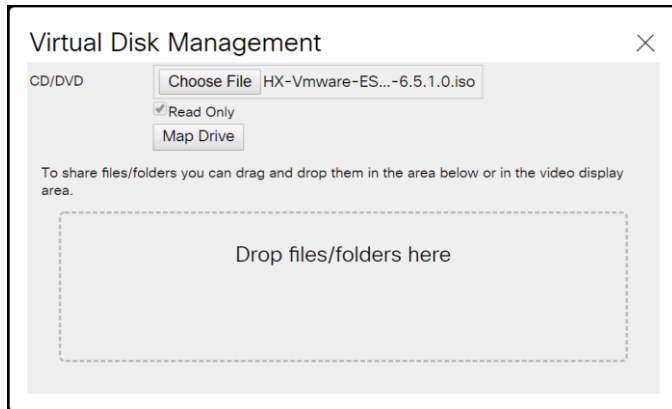 Virtual Disk Management
CD/DVD
Choose File HX-Vmware-ES...-6.5.1.0.iso
Read Only
Map Drive
To share files/folders you can drag and drop them in the area below or in the video display
area.
Drop files/folders here